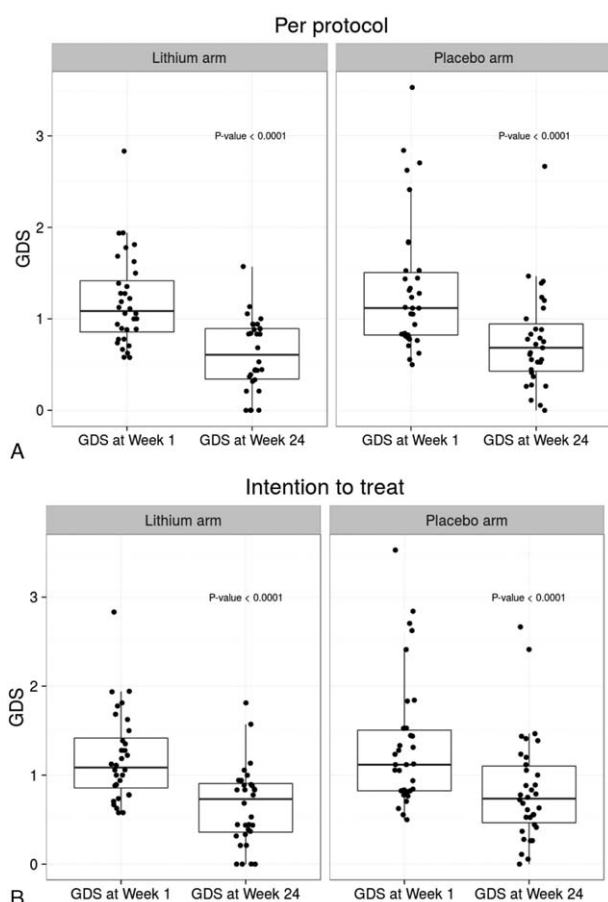 Per protocol
Lithium arm Placebo arm
GDS
3
2
1
0
P-value < 0.0001 P-value < 0.0001
GDS at Week 1 GDS at Week 24 GDS at Week 1 GDS at Week 24
A
Intention to treat
Lithium arm Placebo arm
GDS
3
2
1
0
P-value < 0.0001 P-value < 0.0001
GDS at Week 1 GDS at Week 24 GDS at Week 1 GDS at Week 24
B